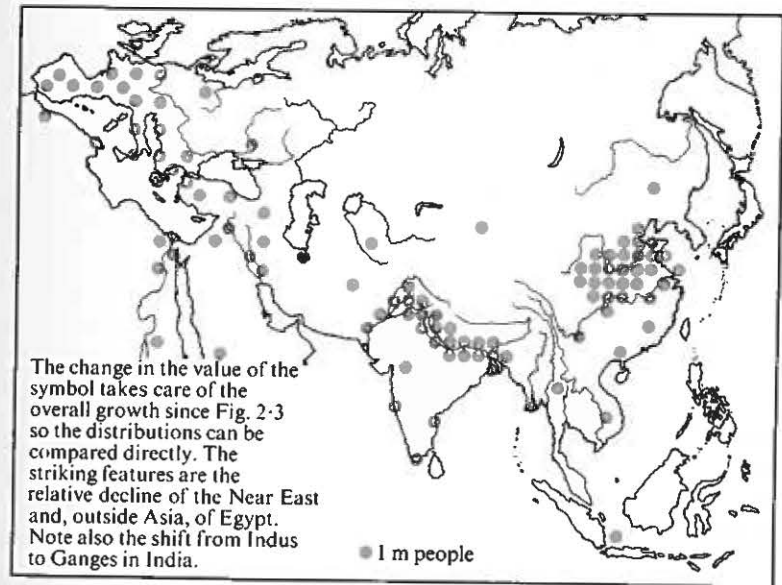 The change in the value of the
symbol takes care of the
overall growth since Fig. 2·3
so the distributions can be
compared directly. The
striking features are the
relative decline of the Near East
and, outside Asia, of Egypt.
Note also the shift from Indus
to Ganges in India.
1 m people